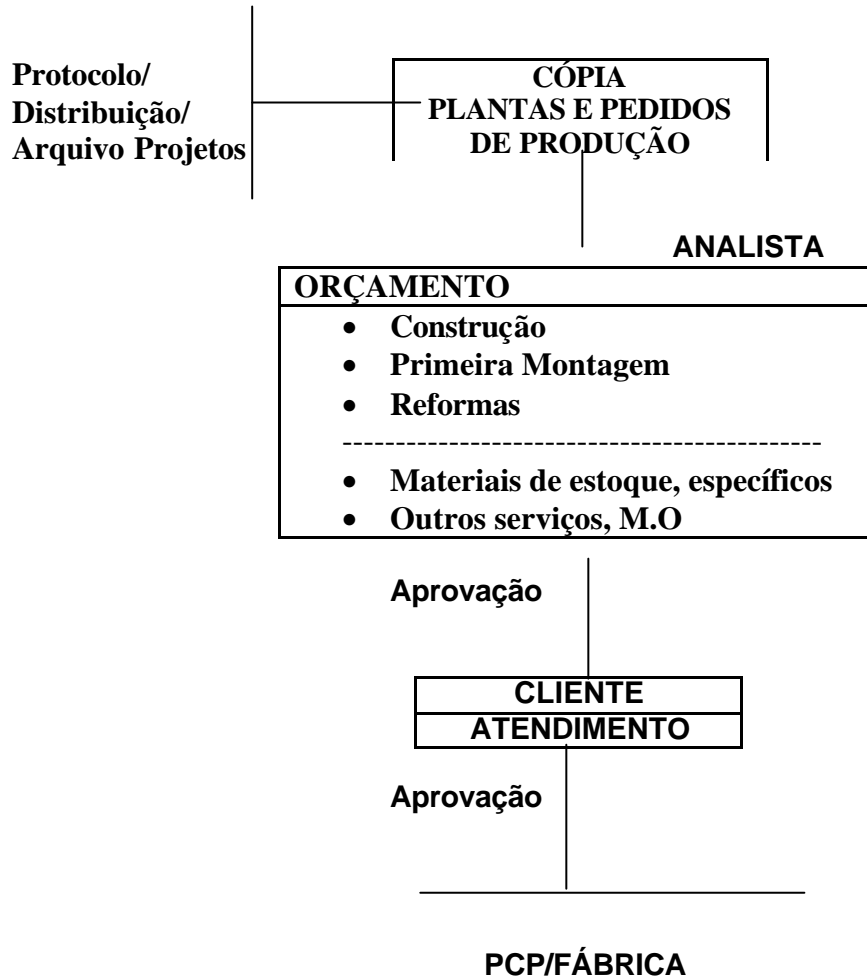 Protocolo/
Distribuição/
Arquivo Projetos
CÓPIA
PLANTAS E PEDIDOS
DE PRODUÇÃO
ANALISTA
ORÇAMENTO
• Construção
• Primeira Montagem
• Reformas
---------------------------------------------
• Materiais de estoque, específicos
• Outros serviços, M.O
Aprovação
CLIENTE
ATENDIMENTO
Aprovação
PCP/FÁBRICA